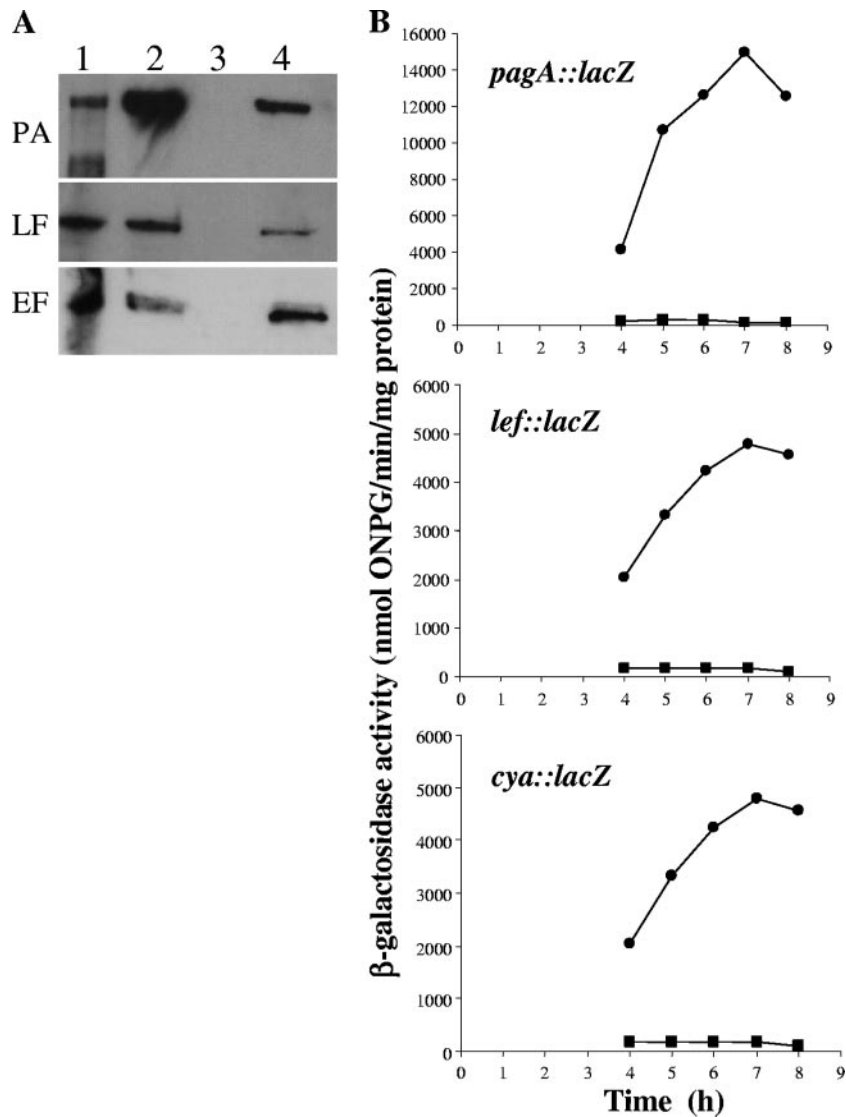 A
1 2 3 4
PA
LF
EF
B
β-galactosidase activity (nmol ONPG/min/mg protein)
pagA::lacZ
16000
14000
12000
10000
8000
6000
4000
2000
0
0 1 2 3 4 5 6 7 8 9
lef::lacZ
6000
5000
4000
3000
2000
1000
0
0 1 2 3 4 5 6 7 8 9
cya::lacZ
6000
5000
4000
3000
2000
1000
0
0 1 2 3 4 5 6 7 8 9
Time (h)